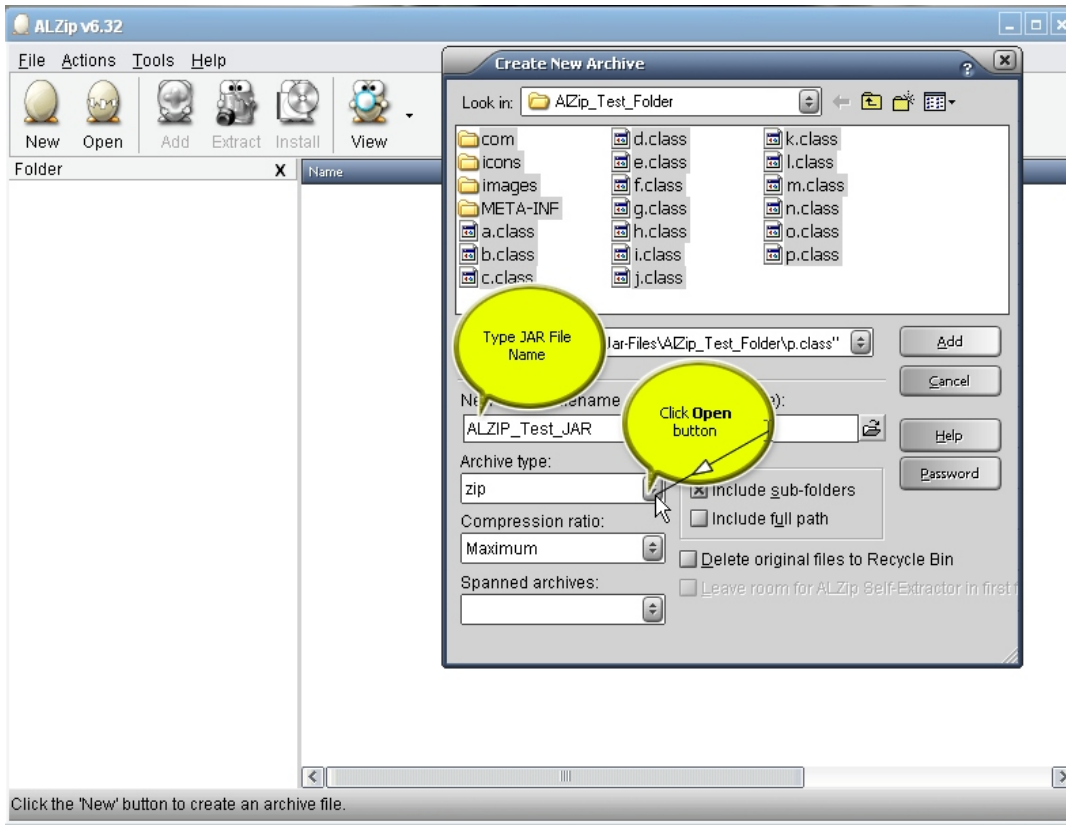 ALZip v6.32
File Actions Tools Help
New Open Add Extract Install View
Folder X Name
Create New Archive
Look in: AlZip_Test_Folder
com
icons
images
META-INF
a.class
b.class
c.class
d.class
e.class
f.class
g.class
h.class
i.class
j.class
k.class
l.class
m.class
n.class
o.class
p.class
Type JAR File
Name
Jar-Files\ALZip_Test_Folder\p.class"
Add
Cancel
Click Open
button
ALZIP_Test_JAR
Help
Password
Archive type:
zip
Include sub-folders
Include full path
Compression ratio:
Maximum
Delete original files to Recycle Bin
Spanned archives:
Leave room for ALZip Self-Extractor in first
Click the 'New' button to create an archive file.